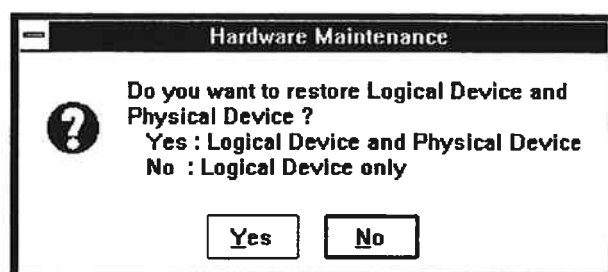 Hardware Maintenance
Do you want to restore Logical Device and
Physical Device ?
Yes : Logical Device and Physical Device
No : Logical Device only
Yes No